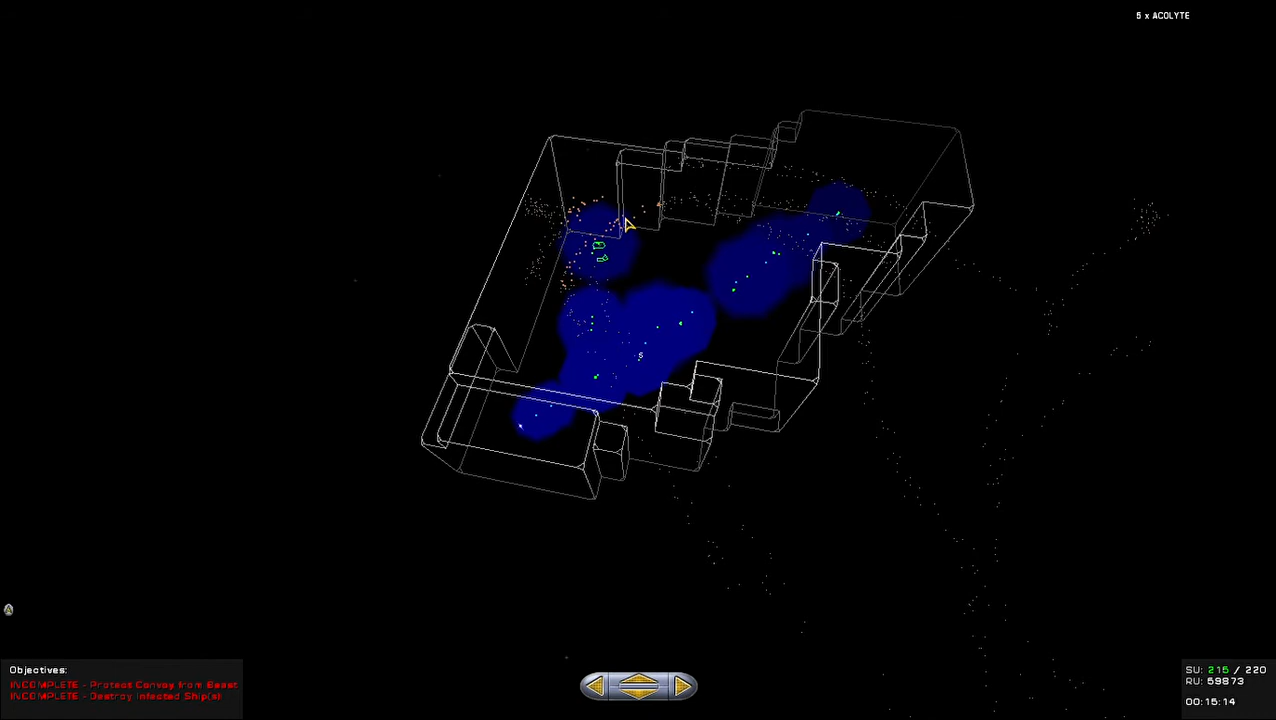 5 x ACOLYTE
S
Objectives:
INCOMPLETE - Protect Convoy from Beast
INCOMPLETE - Destroy Infected Ship(s)
SU: 215 / 220
RU: 59873
00:15:14